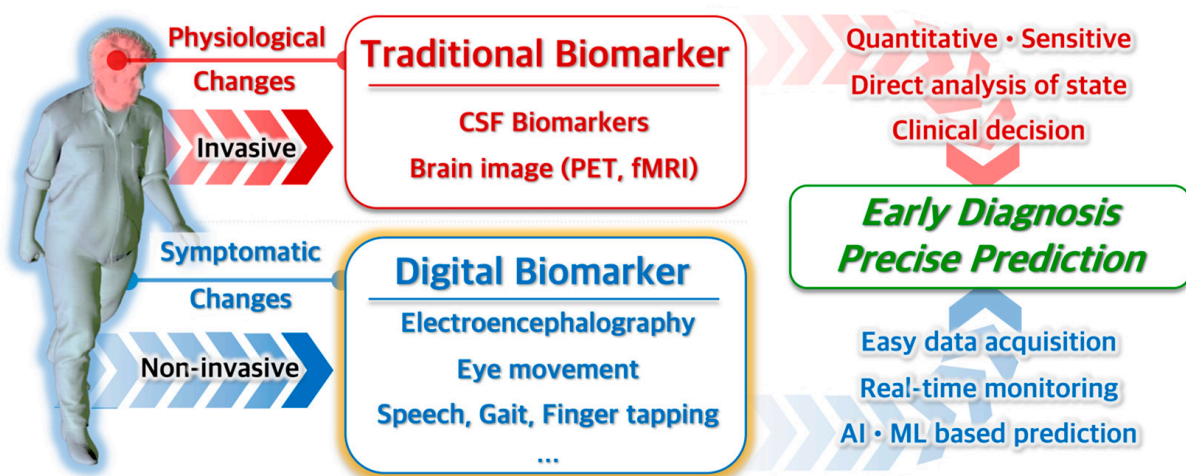 Physiological
Changes
Invasive
Traditional Biomarker
CSF Biomarkers
Brain image (PET, fMRI)
Quantitative • Sensitive
Direct analysis of state
Clinical decision
Early Diagnosis
Precise Prediction
Symptomatic
Changes
Non-invasive
Digital Biomarker
Electroencephalography
Eye movement
Speech, Gait, Finger tapping
...
Easy data acquisition
Real-time monitoring
AI • ML based prediction